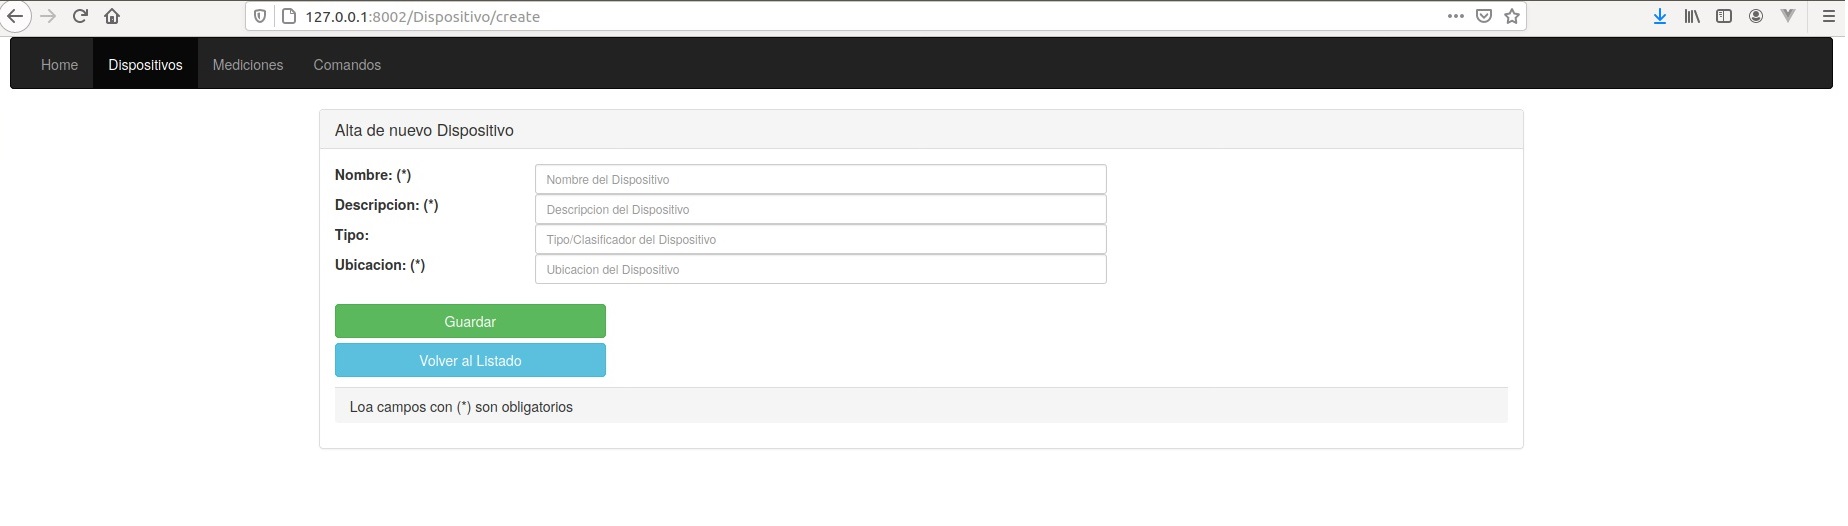 127.0.0.1:8002/Dispositivo/create
Home Dispositivos Mediciones Comandos
Alta de nuevo Dispositivo
Nombre: (*) Nombre del Dispositivo
Descripcion: (*) Descripcion del Dispositivo
Tipo: Tipo/Clasificador del Dispositivo
Ubicacion: (*) Ubicacion del Dispositivo
Guardar
Volver al Listado
Loa campos con (*) son obligatorios